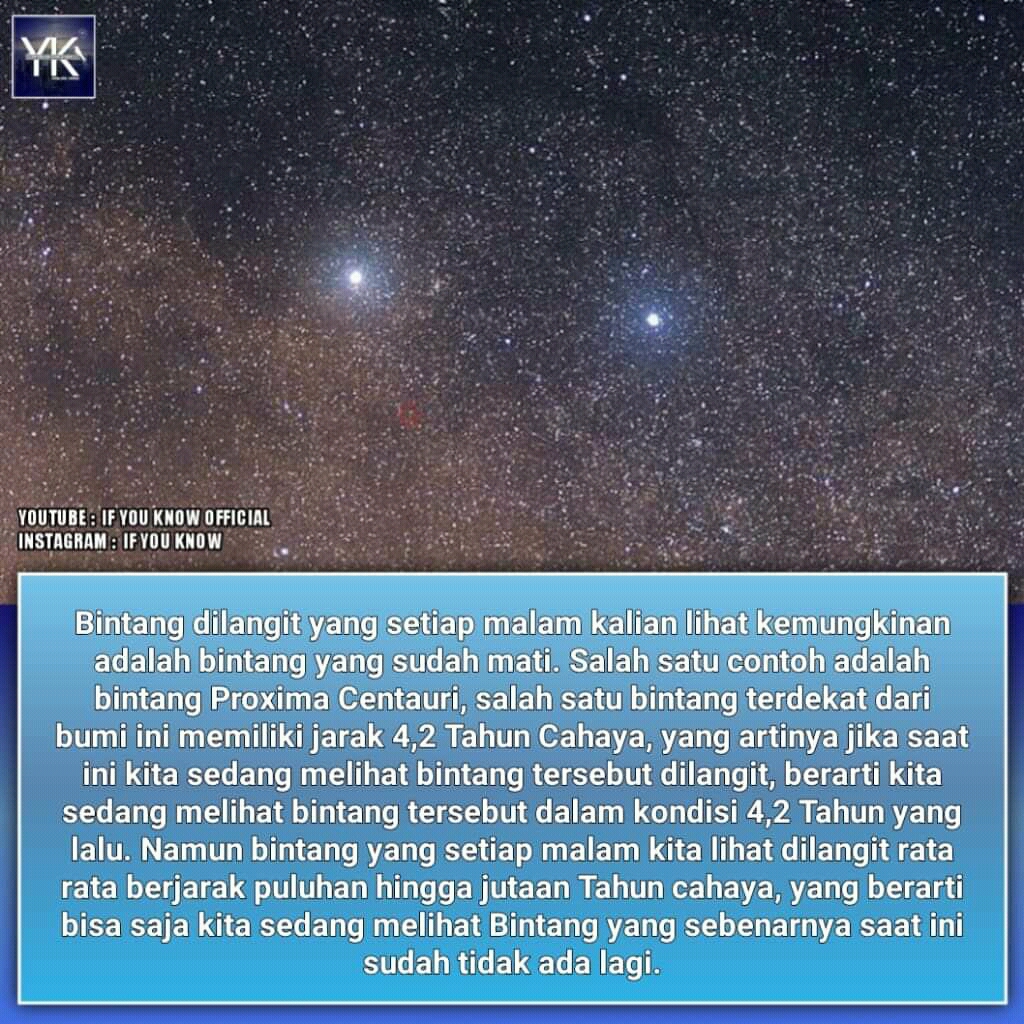 YK
YOUTUBE : IF YOU KNOW OFFICIAL
INSTAGRAM : IF YOU KNOW
Bintang dilangit yang setiap malam kalian lihat kemungkinan
adalah bintang yang sudah mati. Salah satu contoh adalah
bintang Proxima Centauri, salah satu bintang terdekat dari
bumi ini memiliki jarak 4,2 Tahun Cahaya, yang artinya jika saat
ini kita sedang melihat bintang tersebut dilangit, berarti kita
sedang melihat bintang tersebut dalam kondisi 4,2 Tahun yang
lalu. Namun bintang yang setiap malam kita lihat dilangit rata
rata berjarak puluhan hingga jutaan Tahun cahaya, yang berarti
bisa saja kita sedang melihat Bintang yang sebenarnya saat ini
sudah tidak ada lagi.